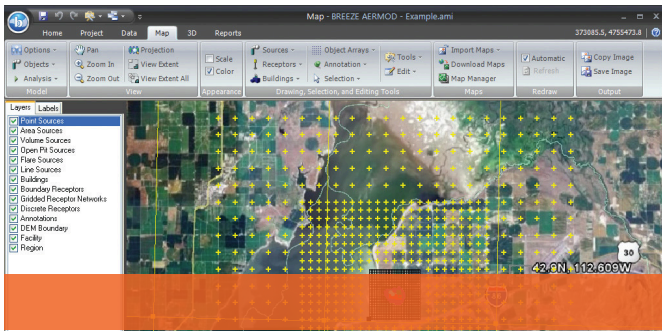 Map - BREEZE AERMOD - Example.ami
Home Project Data Map 3D Reports 373085.5, 4755473.8
Options Pan Projection Scale Sources Object Arrays Tools Import Maps Automatic Copy Image
Objects Zoom In View Extent Color Receptors Annotation Edit Download Maps Refresh Save Image
Analysis Zoom Out View Extent All Buildings Selection Map Manager
Model View Appearance Drawing, Selection, and Editing Tools Maps Redraw Output
Layers Labels
Point Sources
Area Sources
Volume Sources
Open Pit Sources
Flare Sources
Line Sources
Buildings
Boundary Receptors
Gridded Receptor Networks
Discrete Receptors
Annotations
DEM Boundary
Facility
Region
30
42.9N, 112.609W